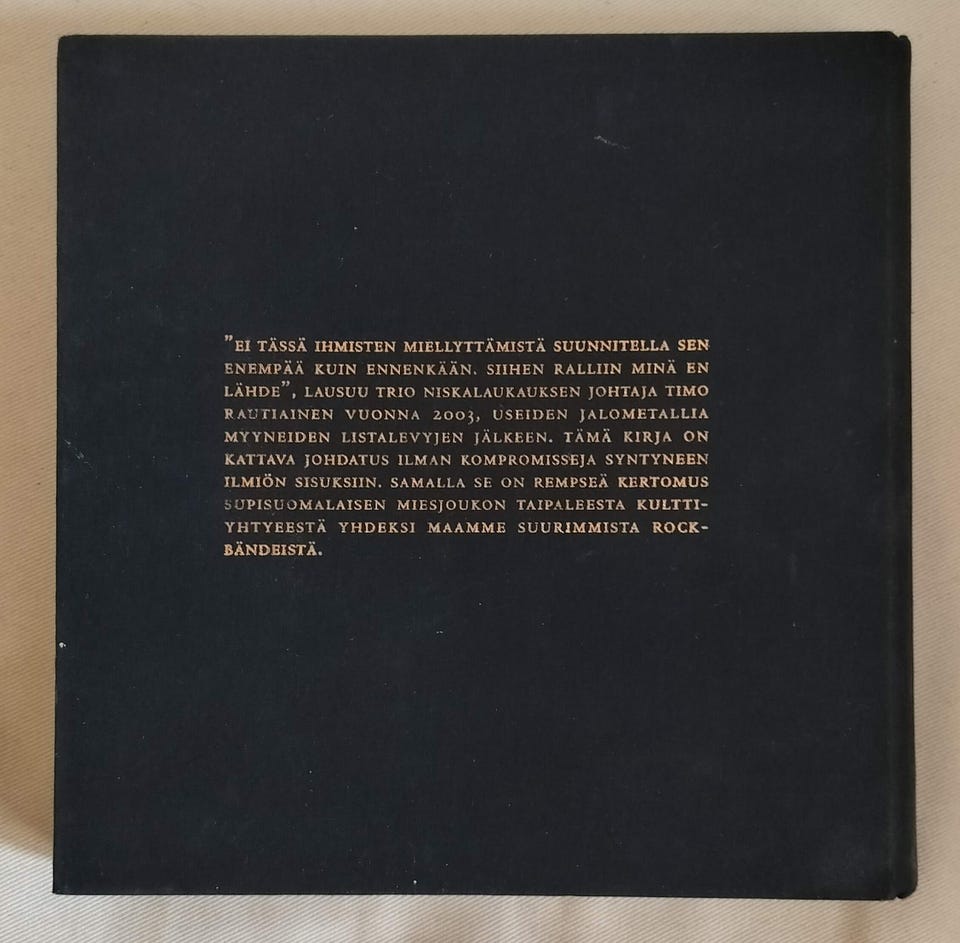 ”EI TÄSSÄ IHMISTEN MIELLYTTÄMISTÄ SUUNNITELLA SEN
ENEMPÄÄ KUIN ENNENKÄÄN. SIIHEN RALLIIN MINÄ EN
LÄHDE”, LAUSUU TRIO NISKALAUKAUKSEN JOHTAJA TIMO
RAUTIAINEN VUONNA 2003, USEIDEN JALOMETALLIA
MYYNEIDEN LISTALEVYJEN JÄLKEEN. TÄMÄ KIRJA ON
KATTAVA JOHDATUS ILMAN KOMPROMISSEJA SYNTYNEEN
ILMIÖN SISUKSIIN. SAMALLA SE ON REMPSEÄ KERTOMUS
SUPISUOMALAISEN MIESJOUKON TAIPALEESTA KULTTI-
YHTYEESTÄ YHDEKSI MAAMME SUURIMMISTA ROCK-
BÄNDEISTÄ.